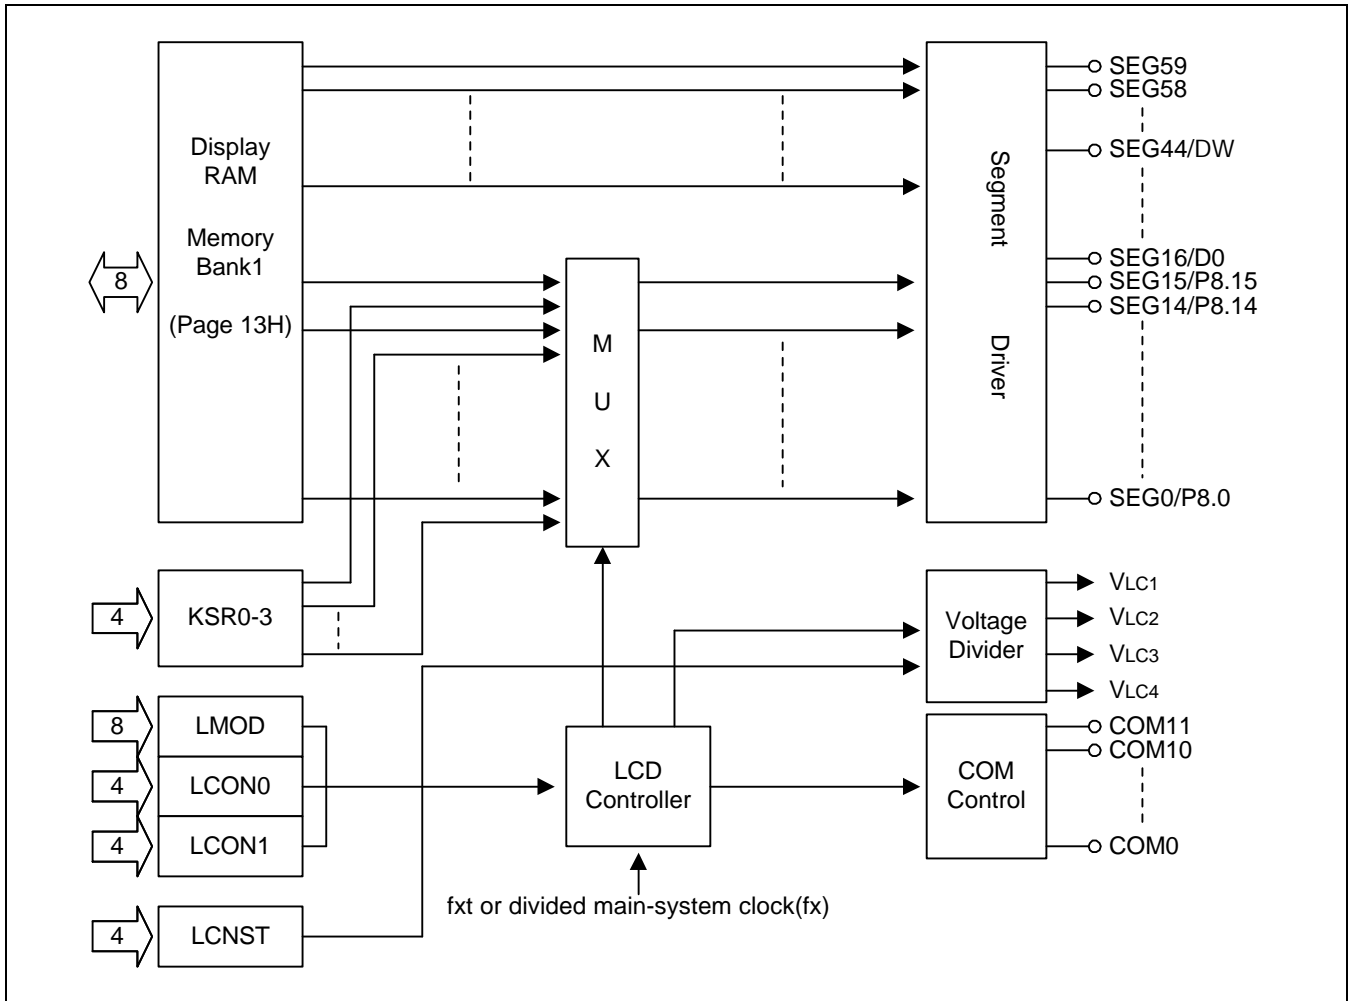 Display
RAM
Memory
Bank1
(Page 13H)
8
M
U
X
Segment Driver
SEG59
SEG58
SEG44/DW
SEG16/D0
SEG15/P8.15
SEG14/P8.14
SEG0/P8.0
4
KSR0-3
8
LMOD
4
LCON0
4
LCON1
4
LCNST
LCD
Controller
fxt or divided main-system clock(fx)
Voltage
Divider
VLC1
VLC2
VLC3
VLC4
COM
Control
COM11
COM10
COM0